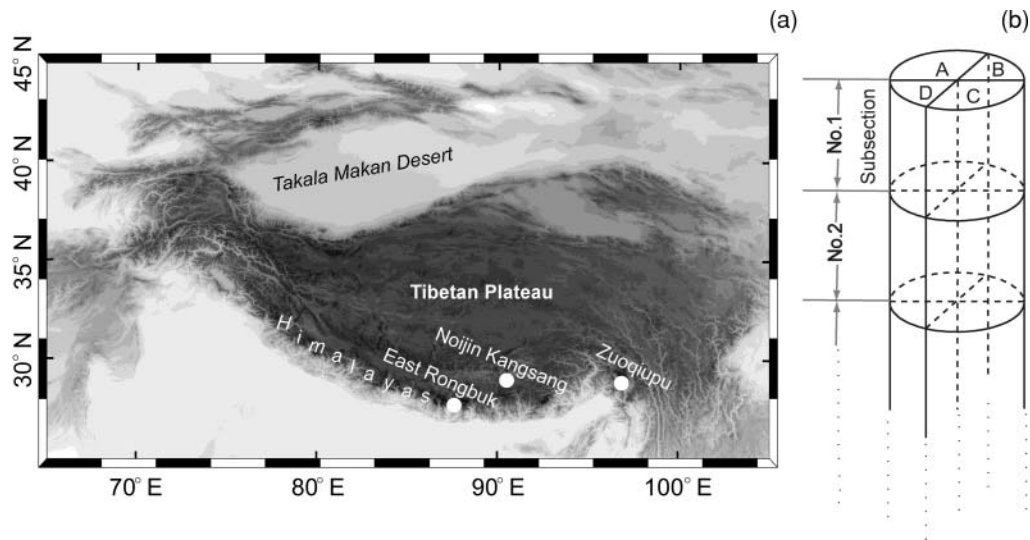 (a)
(b)
45° N
40° N
35° N
30° N
Takala Makan Desert
Tibetan Plateau
Himalayas
Noijin Kangsang
East Rongbuk
Zuoqiupu
70° E
80° E
90° E
100° E
A
B
D
C
Subsection
No.1
No.2